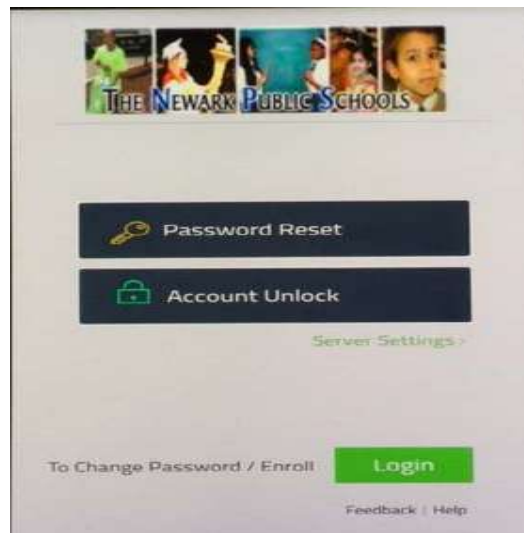 THE NEWARK PUBLIC SCHOOLS
Password Reset
Account Unlock
Server Settings >
To Change Password / Enroll Login
Feedback | Help